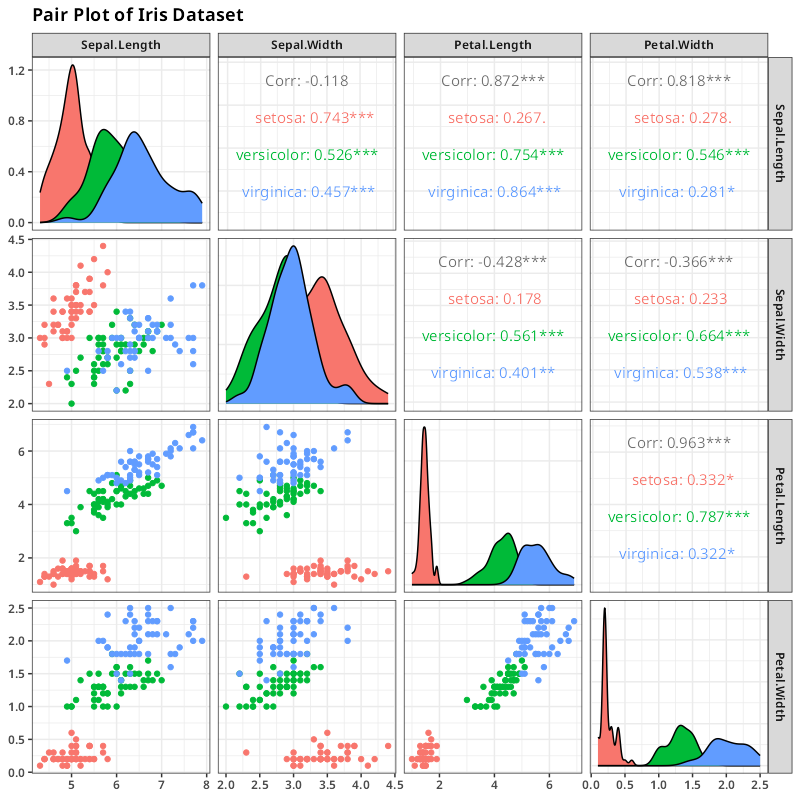 Pair Plot of Iris Dataset
Sepal.Length Sepal.Width Petal.Length Petal.Width
1.2
0.8
0.4
0.0
Corr: -0.118
setosa: 0.743***
versicolor: 0.526***
virginica: 0.457***
Corr: 0.872***
setosa: 0.267.
versicolor: 0.754***
virginica: 0.864***
Corr: 0.818***
setosa: 0.278.
versicolor: 0.546***
virginica: 0.281*
Sepal.Length
4.5
4.0
3.5
3.0
2.5
2.0
Corr: -0.428***
setosa: 0.178
versicolor: 0.561***
virginica: 0.401**
Corr: -0.366***
setosa: 0.233
versicolor: 0.664***
virginica: 0.538***
Sepal.Width
6
4
2
Corr: 0.963***
setosa: 0.332*
versicolor: 0.787***
virginica: 0.322*
Petal.Length
2.5
2.0
1.5
1.0
0.5
0.0
Petal.Width
5 6 7 8
2.0 2.5 3.0 3.5 4.0 4.5
2 4 6
0.0 0.5 1.0 1.5 2.0 2.5